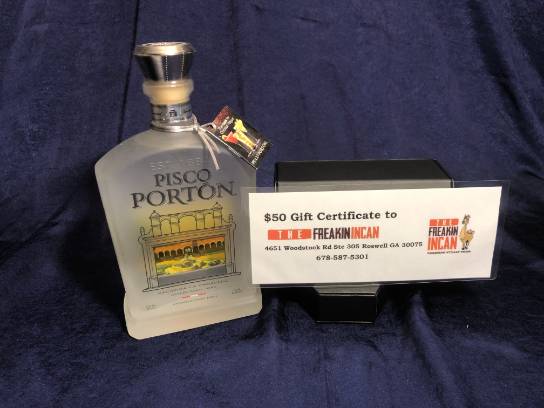 PISCO
PORTÓN
$50 Gift Certificate to
THE FREAKIN INCAN
4651 Woodstock Rd Ste 305 Roswell GA 30075
678-587-5301
THE
FREAKIN
INCAN